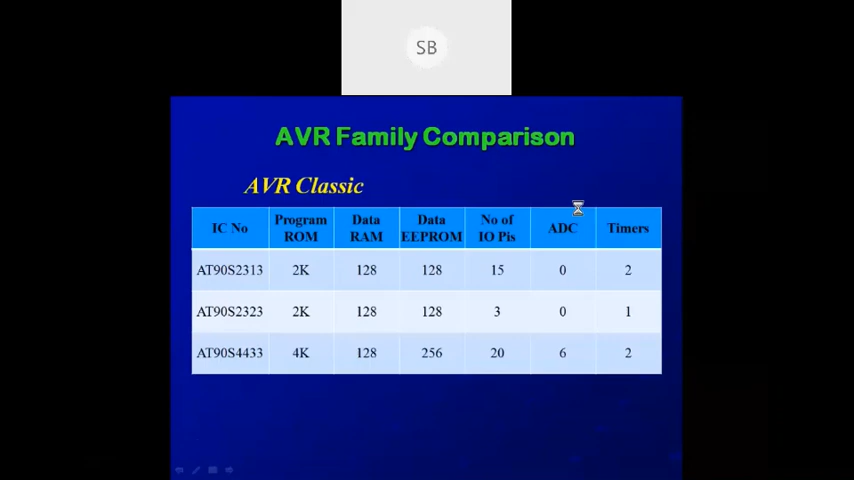 SB
AVR Family Comparison
AVR Classic
IC No Program ROM Data RAM Data EEPROM No of IO Pis ADC Timers
AT90S2313 2K 128 128 15 0 2
AT90S2323 2K 128 128 3 0 1
AT90S4433 4K 128 256 20 6 2